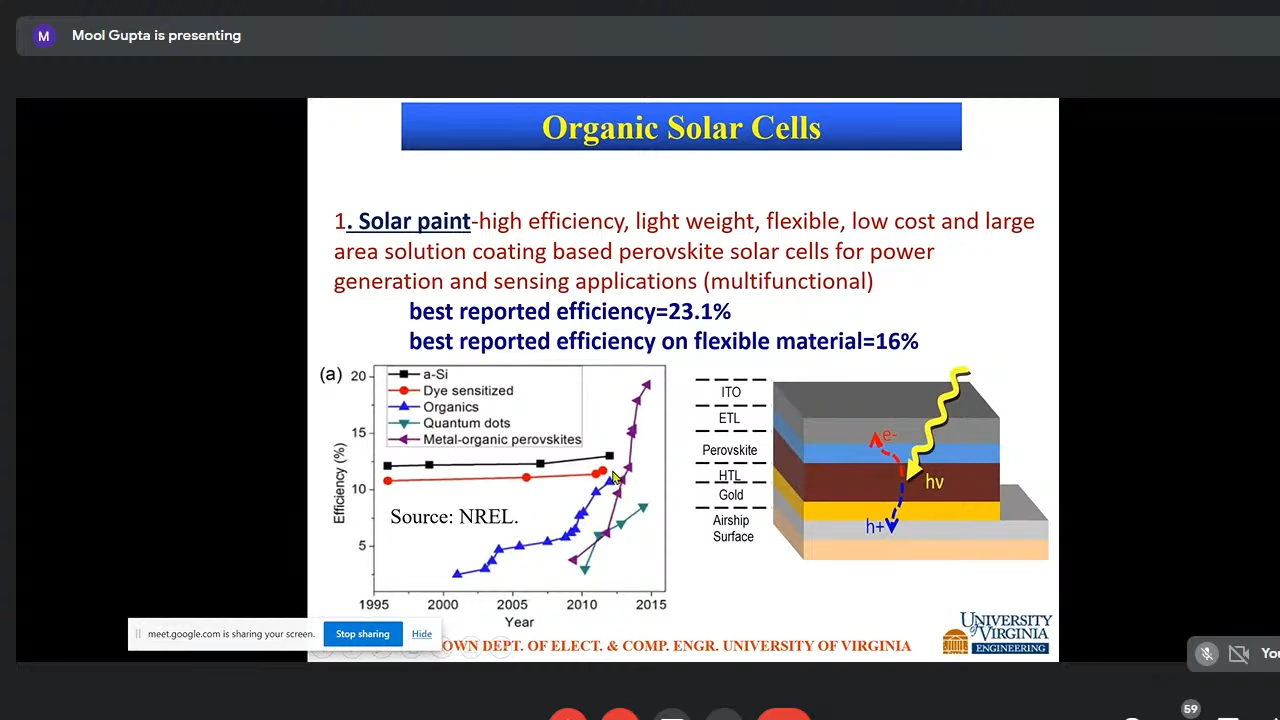 M
Mool Gupta is presenting
Organic Solar Cells
1. Solar paint-high efficiency, light weight, flexible, low cost and large
area solution coating based perovskite solar cells for power
generation and sensing applications (multifunctional)
best reported efficiency=23.1%
best reported efficiency on flexible material=16%
(a)
20
15
10
5
Efficiency (%)
a-Si
Dye sensitized
Organics
Quantum dots
Metal-organic perovskites
Source: NREL.
1995 2000 2005 2010 2015
Year
ITO
ETL
Perovskite
HTL
Gold
Airship
Surface
e-
hν
h+
meet.google.com is sharing your screen.
Stop sharing
Hide
OWN DEPT. OF ELECT. & COMP. ENGR. UNIVERSITY OF VIRGINIA
UNIVERSITY
of VIRGINIA
ENGINEERING
You
59